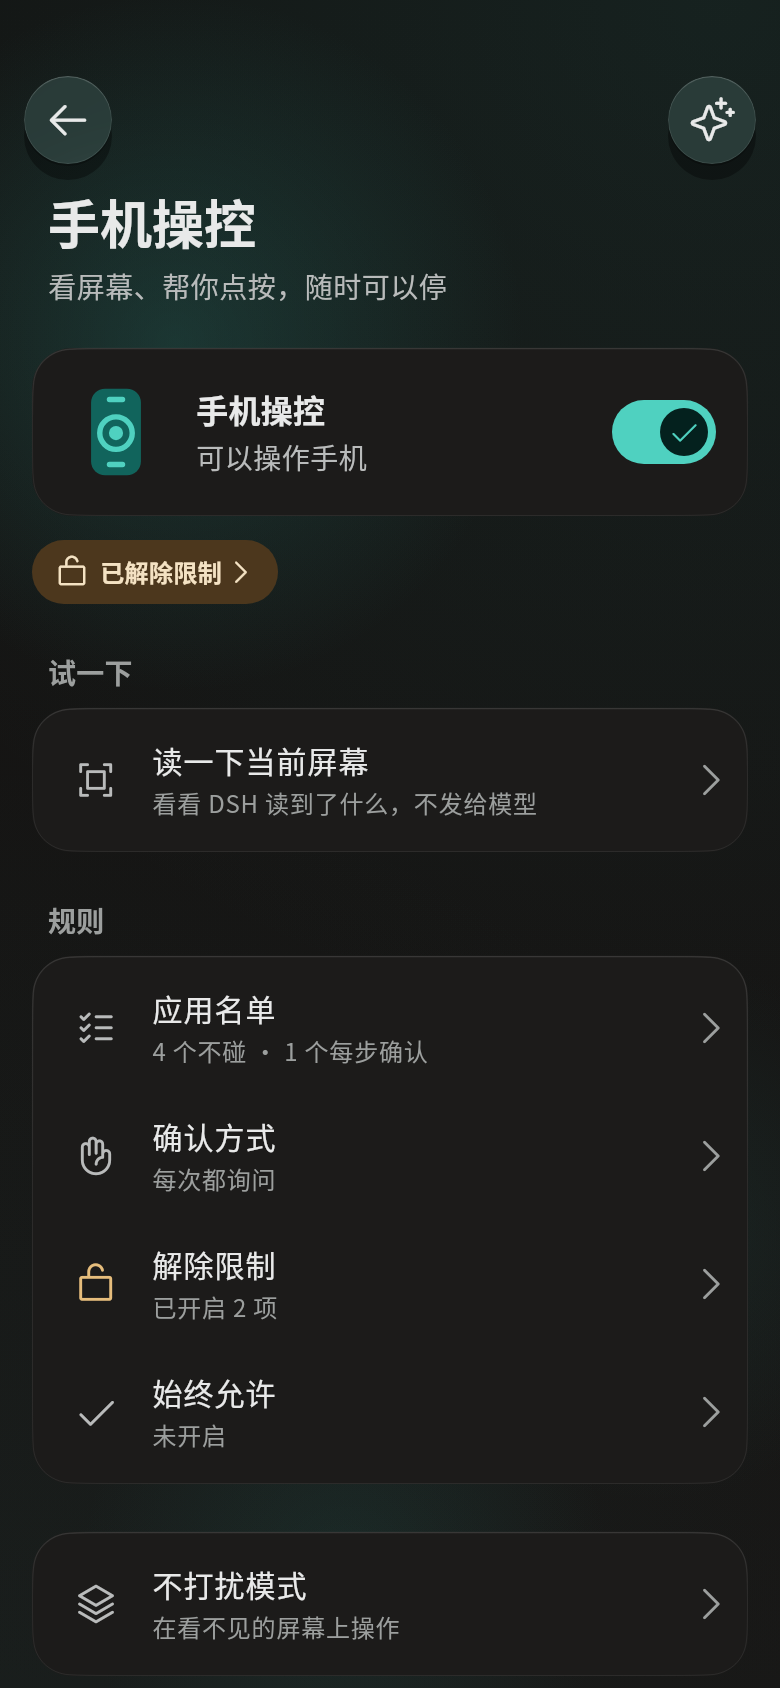 手机操控
看屏幕、帮你点按，随时可以停
手机操控
可以操作手机
已解除限制
试一下
读一下当前屏幕
看看 DSH 读到了什么，不发给模型
规则
应用名单
4 个不碰 · 1 个每步确认
确认方式
每次都询问
解除限制
已开启 2 项
始终允许
未开启
不打扰模式
在看不见的屏幕上操作